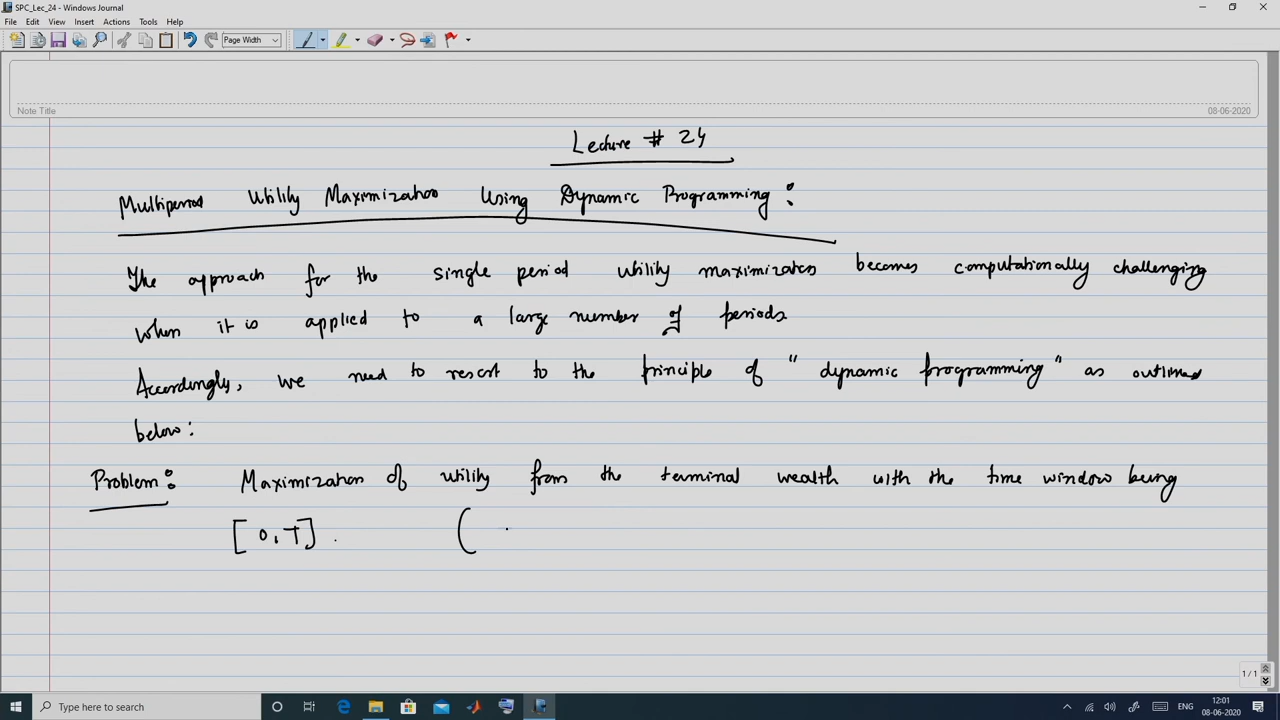 SPC_Lec_24 - Windows Journal
File Edit View Insert Actions Tools Help
Page Width
Note Title
08-06-2020
Lecture # 24
Multiperiod Utility Maximization Using Dynamic Programming :
The approach for the single period utility maximization becomes computationally challenging
when it is applied to a large number of periods
Accordingly, we need to resort to the principle of "dynamic programming" as outlined
below:
Problem: Maximization of utility from the terminal wealth with the time window being
[0,T]. (
1 / 1
Type here to search
ENG
12:01
08-06-2020